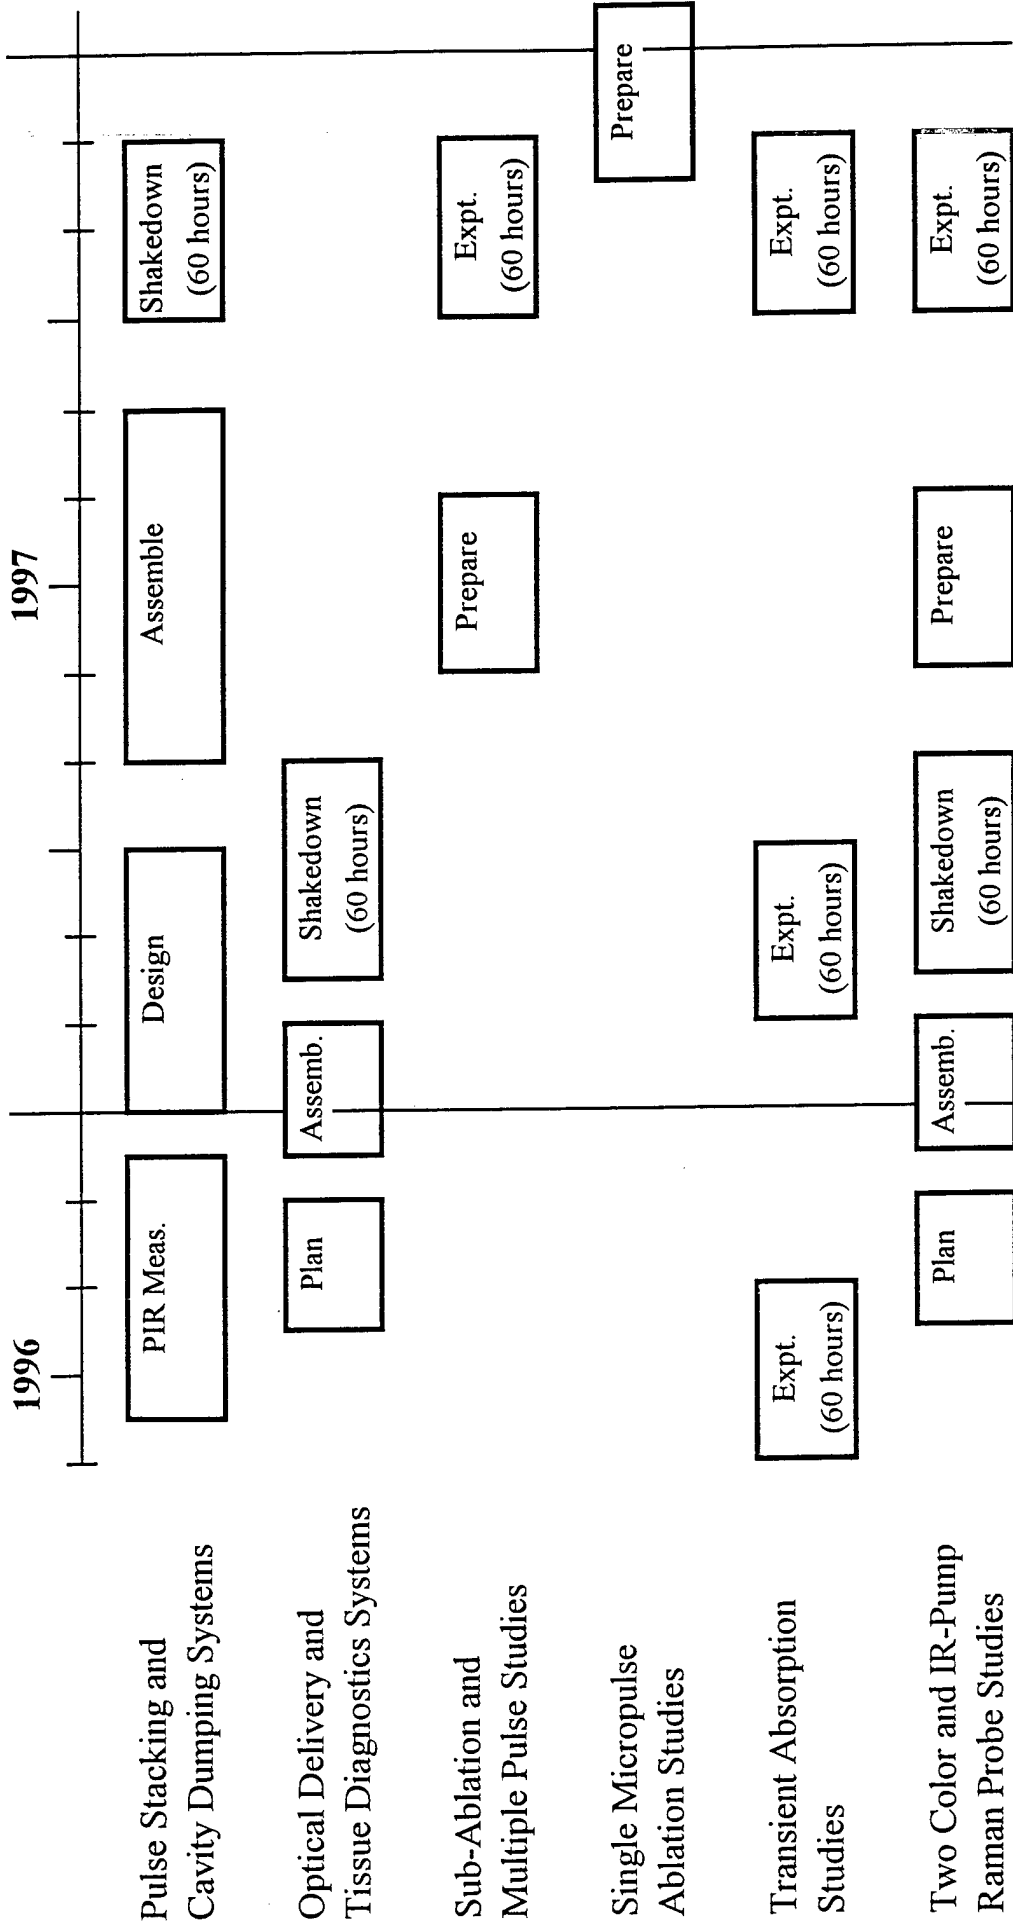 1996
1997
Pulse Stacking and
Cavity Dumping Systems
PIR Meas.
Design
Assemble
Shakedown
(60 hours)
Optical Delivery and
Tissue Diagnostics Systems
Plan
Assemb.
Shakedown
(60 hours)
Sub-Ablation and
Multiple Pulse Studies
Prepare
Expt.
(60 hours)
Single Micropulse
Ablation Studies
Prepare
Transient Absorption
Studies
Expt.
(60 hours)
Expt.
(60 hours)
Expt.
(60 hours)
Two Color and IR-Pump
Raman Probe Studies
Plan
Assemb.
Shakedown
(60 hours)
Prepare
Expt.
(60 hours)